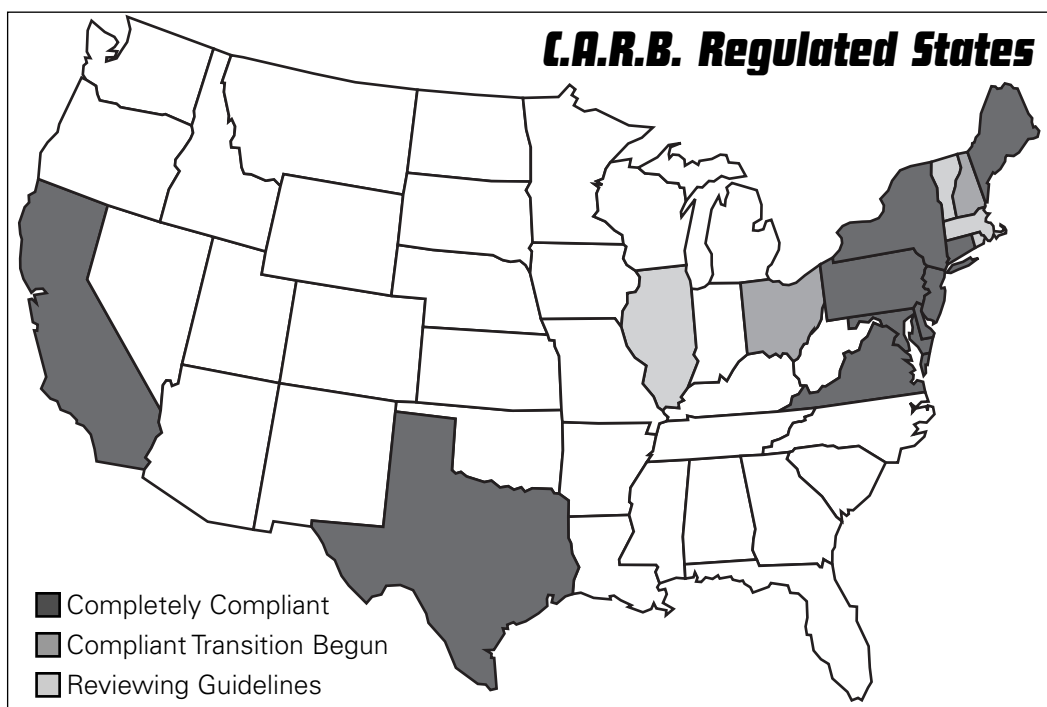 C.A.R.B. Regulated States
Completely Compliant
Compliant Transition Begun
Reviewing Guidelines